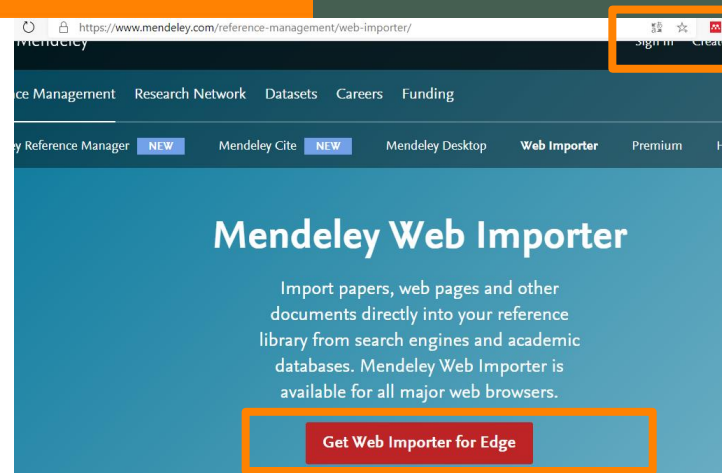 https://www.mendeley.com/reference-management/web-importer/
Mendeley Sign in Create
ce Management Research Network Datasets Careers Funding
ey Reference Manager NEW Mendeley Cite NEW Mendeley Desktop Web Importer Premium H
Mendeley Web Importer
Import papers, web pages and other
documents directly into your reference
library from search engines and academic
databases. Mendeley Web Importer is
available for all major web browsers.
Get Web Importer for Edge